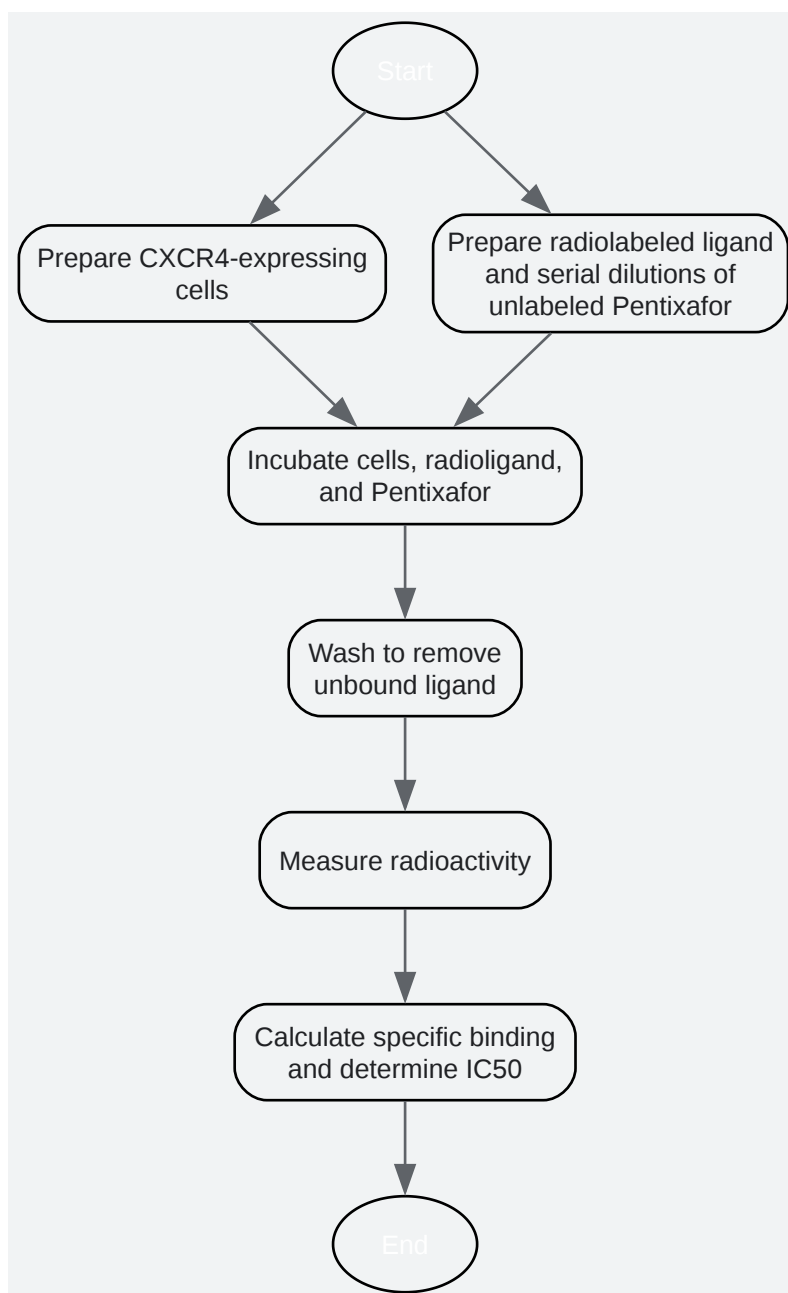 Start
Prepare CXCR4-expressing
cells
Prepare radiolabeled ligand
and serial dilutions of
unlabeled Pentixafor
Incubate cells, radioligand,
and Pentixafor
Wash to remove
unbound ligand
Measure radioactivity
Calculate specific binding
and determine IC50
End